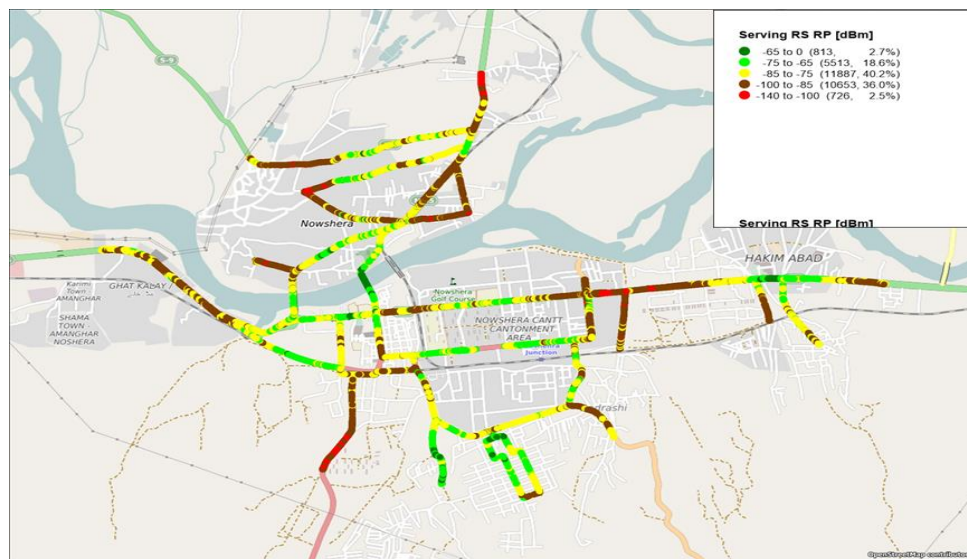 Serving RS RP [dBm]
-65 to 0 (813, 2.7%)
-75 to -65 (5513, 18.6%)
-85 to -75 (11887, 40.2%)
-100 to -85 (10653, 36.0%)
-140 to -100 (726, 2.5%)
Serving RS RP [dBm]
Nowshera
HAKIM ABAD
Karimi
Town
AMANGHAR
GHAT KALAY /
SHAMA
TOWN -
AMANGHAR
NOSHERA
Nowshera
Golf Course
NOWSHERA CANTT
CANTONMENT
AREA
Junction
OpenStreetMap contributo